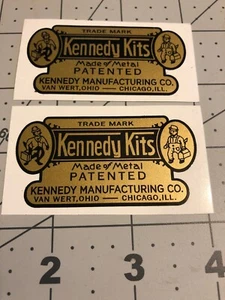 TRADE MARK
Kennedy Kits
Made of Metal
PATENTED
KENNEDY MANUFACTURING CO.
VAN WERT, OHIO — CHICAGO, ILL.
TRADE MARK
Kennedy Kits
Made of Metal
PATENTED
KENNEDY MANUFACTURING CO.
VAN WERT, OHIO — CHICAGO, ILL.
1 2 3 4